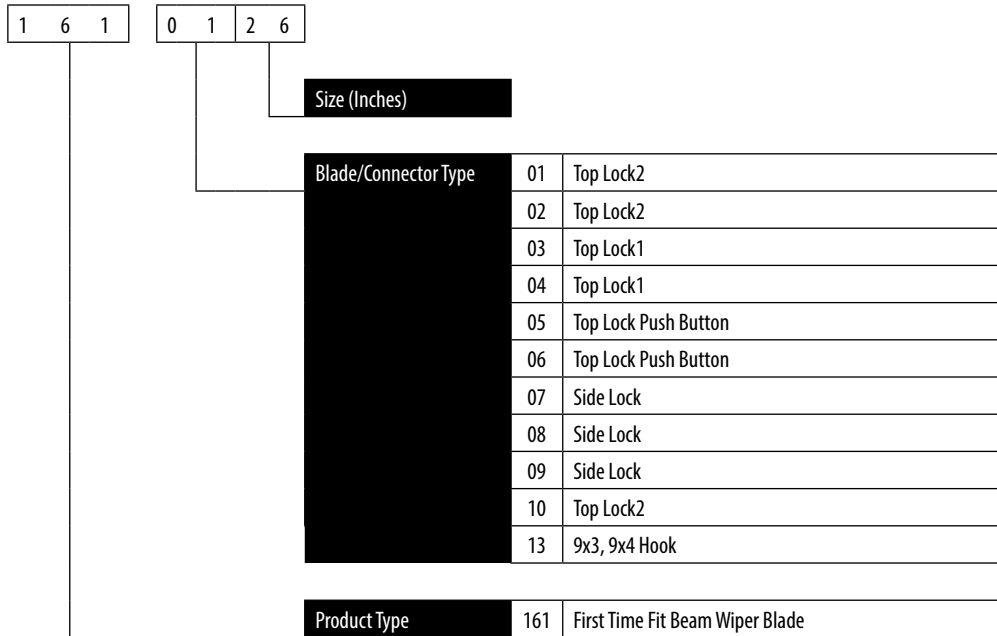 1 6 1 0 1 2 6
Size (Inches)
Blade/Connector Type 01 Top Lock2
02 Top Lock2
03 Top Lock1
04 Top Lock1
05 Top Lock Push Button
06 Top Lock Push Button
07 Side Lock
08 Side Lock
09 Side Lock
10 Top Lock2
13 9x3, 9x4 Hook
Product Type 161 First Time Fit Beam Wiper Blade